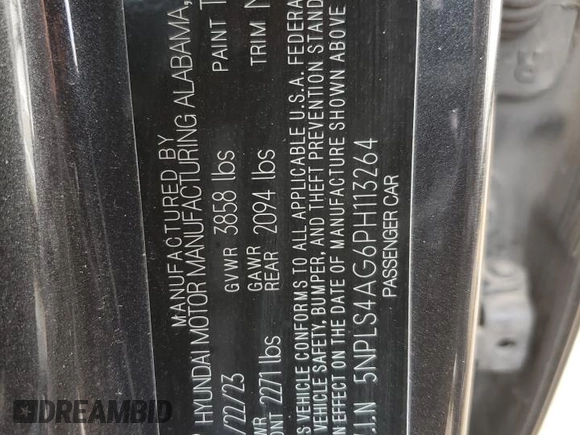 MANUFACTURED BY
HYUNDAI MOTOR MANUFACTURING ALABAMA,
/22/23 GVWR 3858 lbs PAINT T
2271 lbs GAWR REAR 2094 lbs TRIM
S VEHICLE CONFORMS TO ALL APPLICABLE U.S.A. FEDERA
VEHICLE SAFETY, BUMPER, AND THEFT PREVENTION STAND
EFFECT ON THE DATE OF MANUFACTURE SHOWN ABOVE
5NPLS4AG6PH113264
PASSENGER CAR
DREAMBID